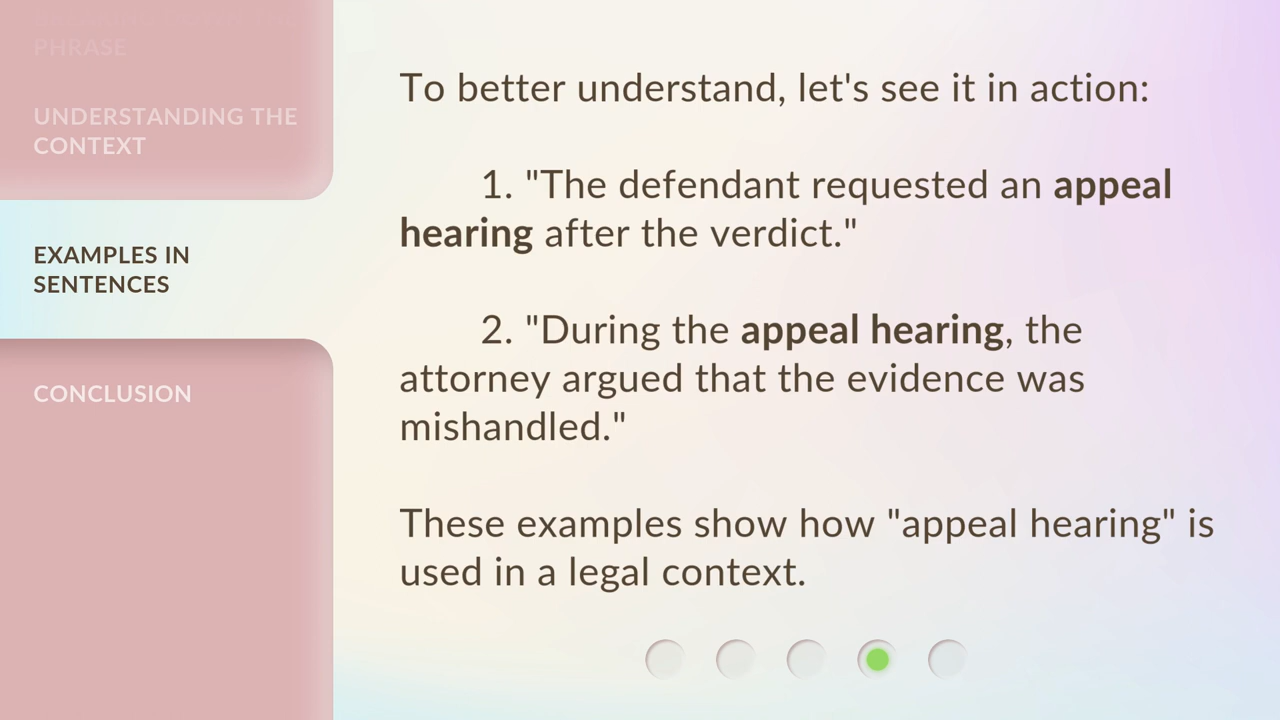 PHRASE
UNDERSTANDING THE
CONTEXT
EXAMPLES IN
SENTENCES
CONCLUSION
To better understand, let's see it in action:
1. "The defendant requested an appeal
hearing after the verdict."
2. "During the appeal hearing, the
attorney argued that the evidence was
mishandled."
These examples show how "appeal hearing" is
used in a legal context.